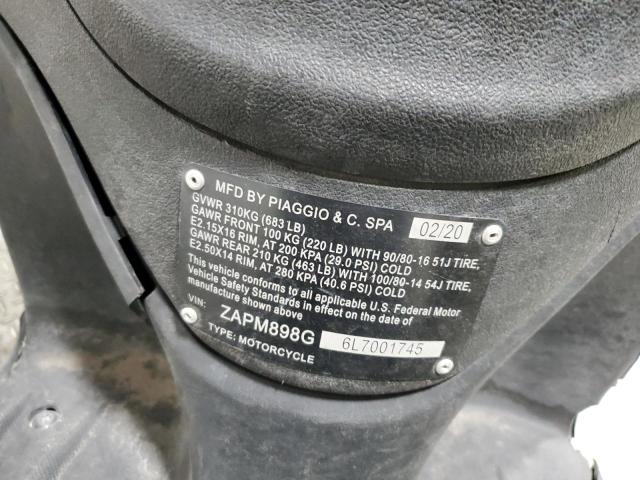 MFD BY PIAGGIO & C. SPA 02/20
GVWR 310KG (683 LB)
GAWR FRONT 100 KG (220 LB) WITH 90/80-16 51J TIRE,
E2.15X16 RIM, AT 200 KPA (29.0 PSI) COLD
GAWR REAR 210 KG (463 LB) WITH 100/80-14 54J TIRE,
E2.50X14 RIM, AT 280 KPA (40.6 PSI) COLD
This vehicle conforms to all applicable U.S. Federal Motor
Vehicle Safety Standards in effect on the date of
manufacture shown above
VIN: ZAPM898G 6L7001745
TYPE: MOTORCYCLE